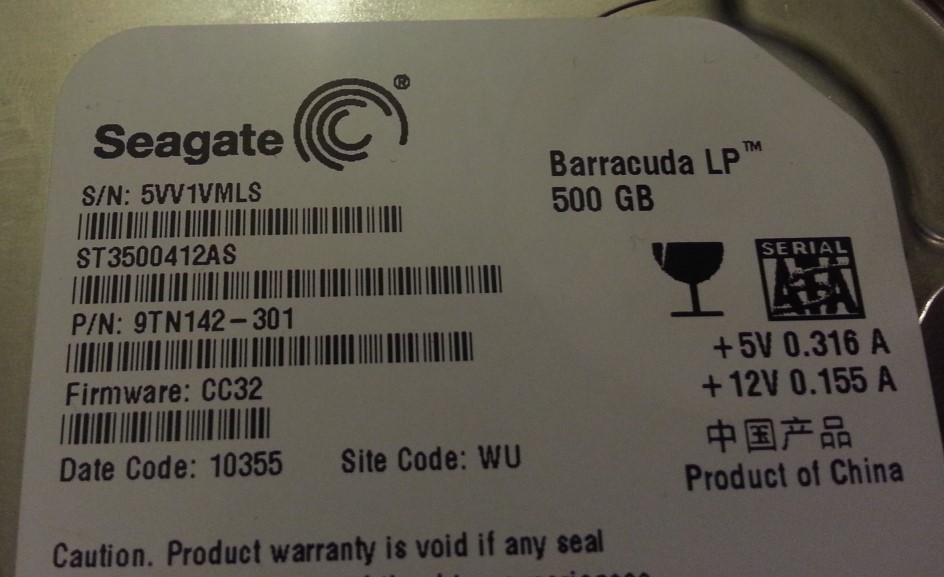 Seagate ®
S/N: 5VV1VMLS
ST3500412AS
P/N: 9TN142-301
Firmware: CC32
Date Code: 10355 Site Code: WU
Barracuda LP™
500 GB
SERIAL
ATA
+5V 0.316 A
+12V 0.155 A
中国产品
Product of China
Caution. Product warranty is void if any seal